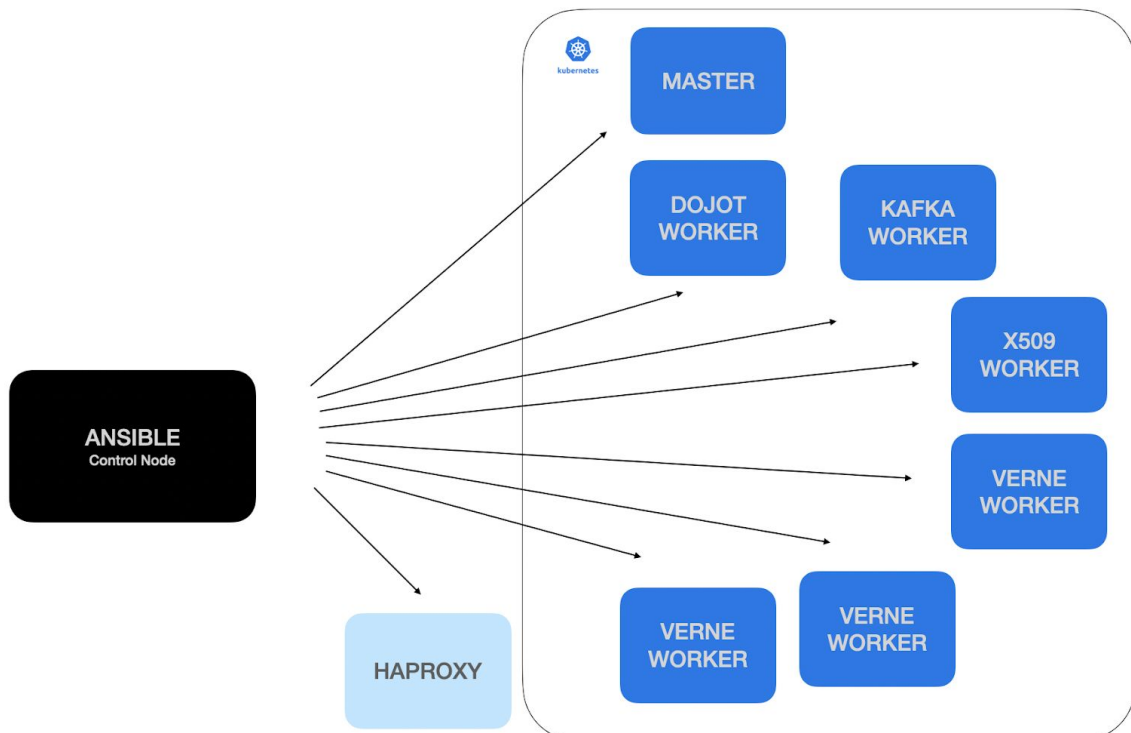 kubernetes
MASTER
DOJOT
WORKER
KAFKA
WORKER
X509
WORKER
ANSIBLE
Control Node
VERNE
WORKER
VERNE
WORKER
VERNE
WORKER
HAPROXY